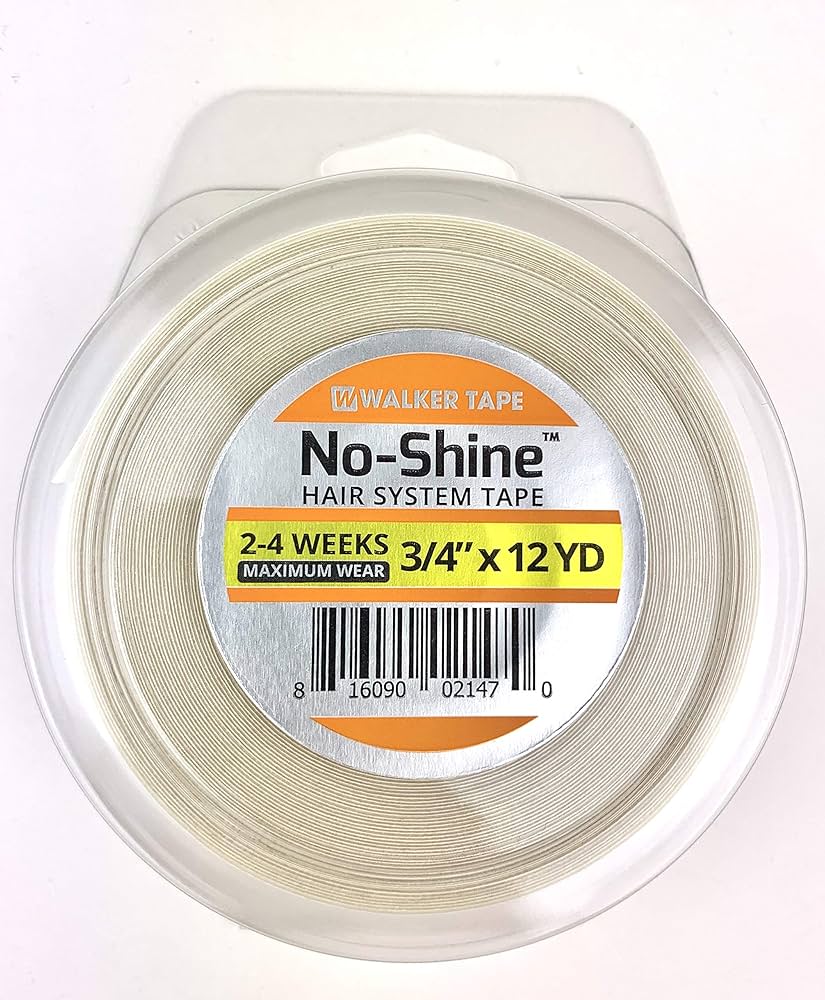 WALKER TAPE
No-Shine™
HAIR SYSTEM TAPE
2-4 WEEKS
MAXIMUM WEAR
3/4" x 12 YD
8 16090 02147 0